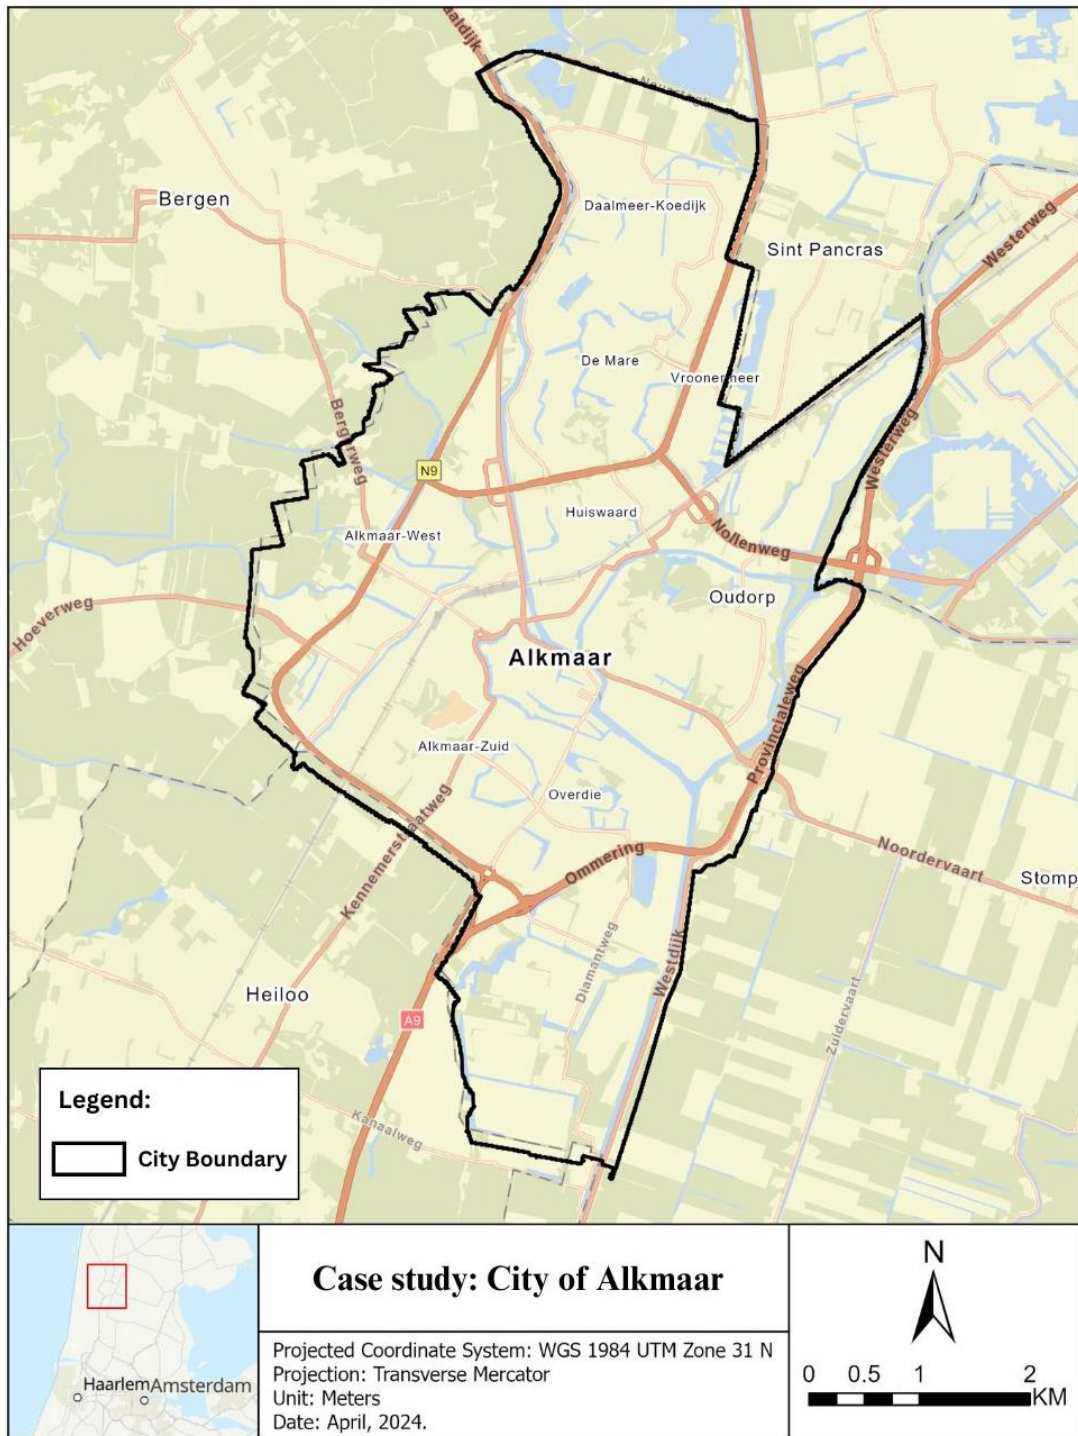 aaldijk
Bergen
Daalmeer-Koedijk
Sint Pancras
Westerweg
De Mare
Vroonermeer
Bergerweg
Westerweg
N9
Huiswaard
Alkmaar-West
Nollenweg
Hoeverweg
Oudorp
Alkmaar
Provincialeweg
Alkmaar-Zuid
Overdie
Kennemerstraatweg
Ommering
Noordervaart
Stomp
Westdijk
Diamantweg
Heiloo
A9
Zuidervaart
Kanaalweg
Legend:
City Boundary
Haarlem
Amsterdam
Case study: City of Alkmaar
Projected Coordinate System: WGS 1984 UTM Zone 31 N
Projection: Transverse Mercator
Unit: Meters
Date: April, 2024.
N
0 0.5 1 2
KM